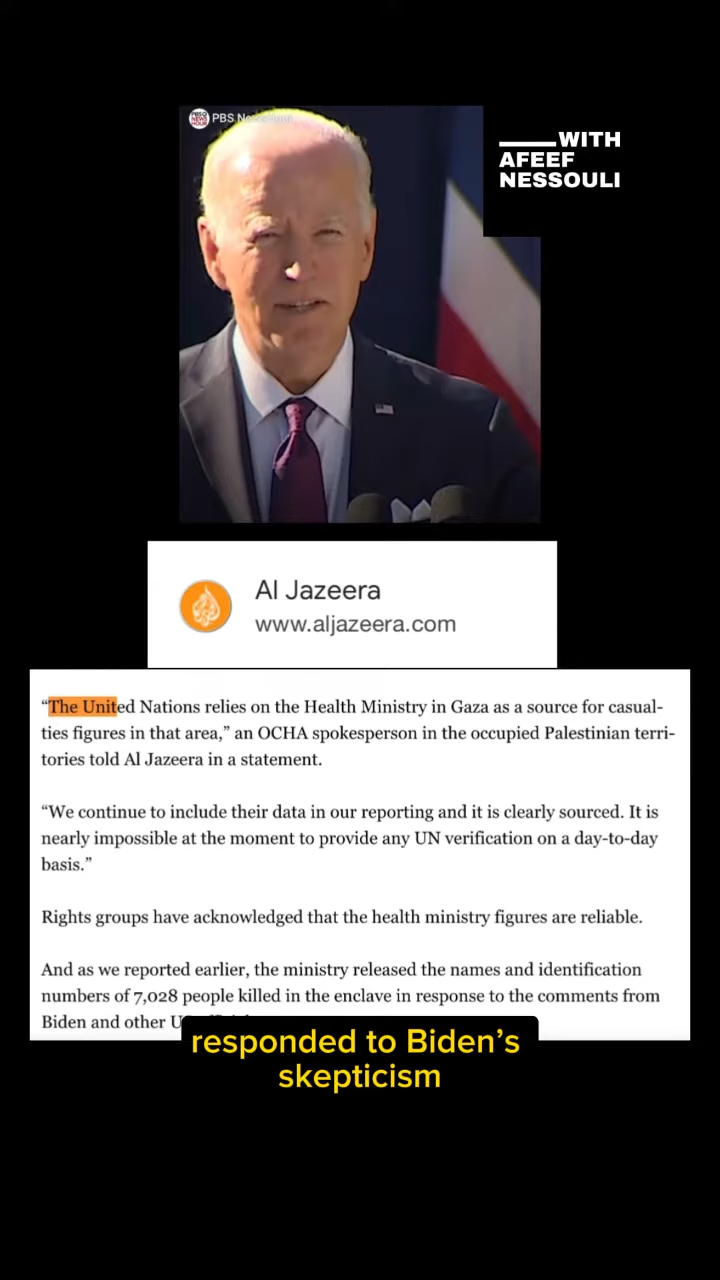 PBS N
WITH
AFEEF
NESSOULI
Al Jazeera
www.aljazeera.com
“The United Nations relies on the Health Ministry in Gaza as a source for casual-
ties figures in that area,” an OCHA spokesperson in the occupied Palestinian terri-
tories told Al Jazeera in a statement.
“We continue to include their data in our reporting and it is clearly sourced. It is
nearly impossible at the moment to provide any UN verification on a day-to-day
basis.”
Rights groups have acknowledged that the health ministry figures are reliable.
And as we reported earlier, the ministry released the names and identification
numbers of 7,028 people killed in the enclave in response to the comments from
Biden and other
responded to Biden’s
skepticism